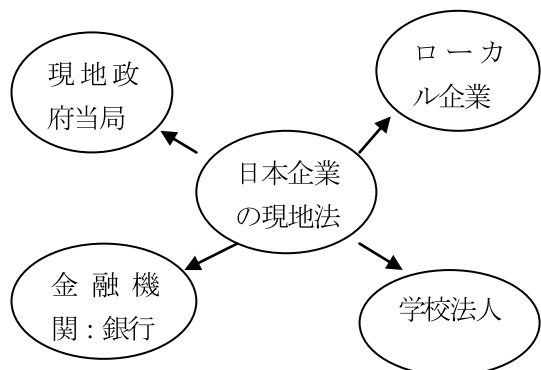 現地政
府当局
ローカ
ル企業
日本企業
の現地法
金融機
関：銀行
学校法人